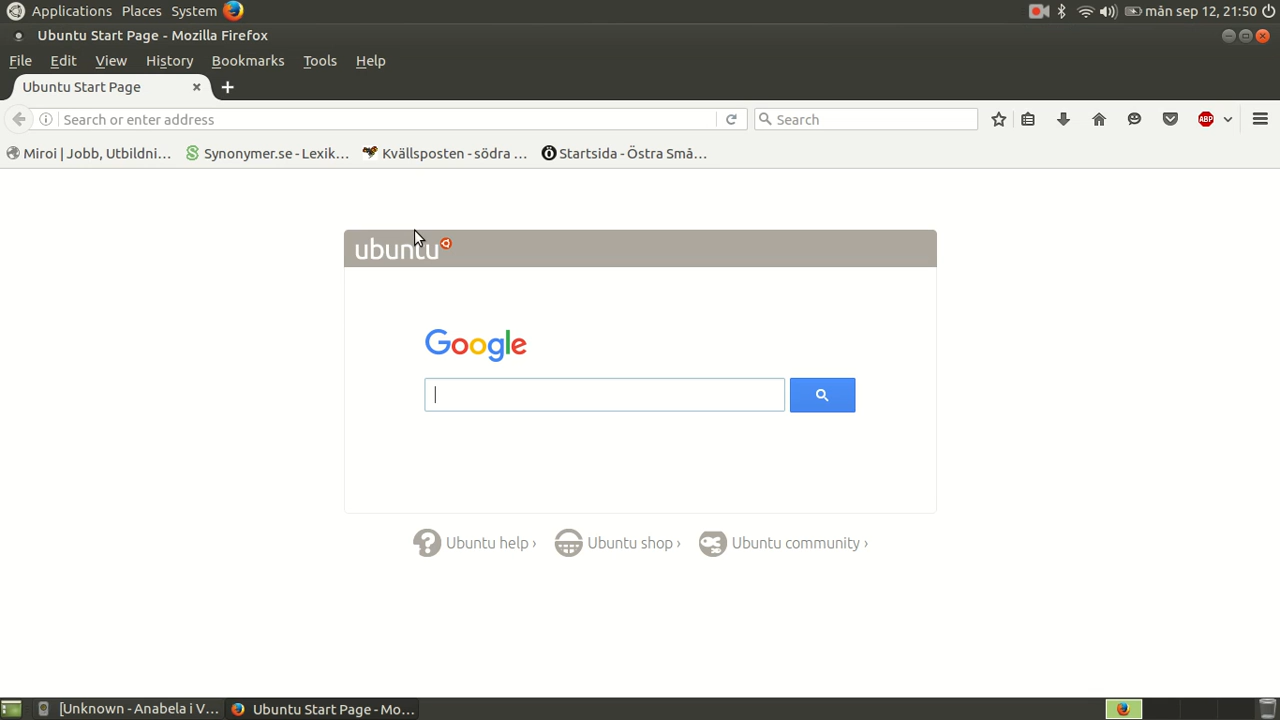 Applications Places System mån sep 12, 21:50
Ubuntu Start Page - Mozilla Firefox
File Edit View History Bookmarks Tools Help
Ubuntu Start Page
Search or enter address Search ABP
Miroi | Jobb, Utbildni... Synonymer.se - Lexik... Kvällsposten - södra ... Startsida - Östra Små...
ubuntu
Google
Ubuntu help › Ubuntu shop › Ubuntu community ›
[Unknown - Anabela i V... Ubuntu Start Page - Mo...